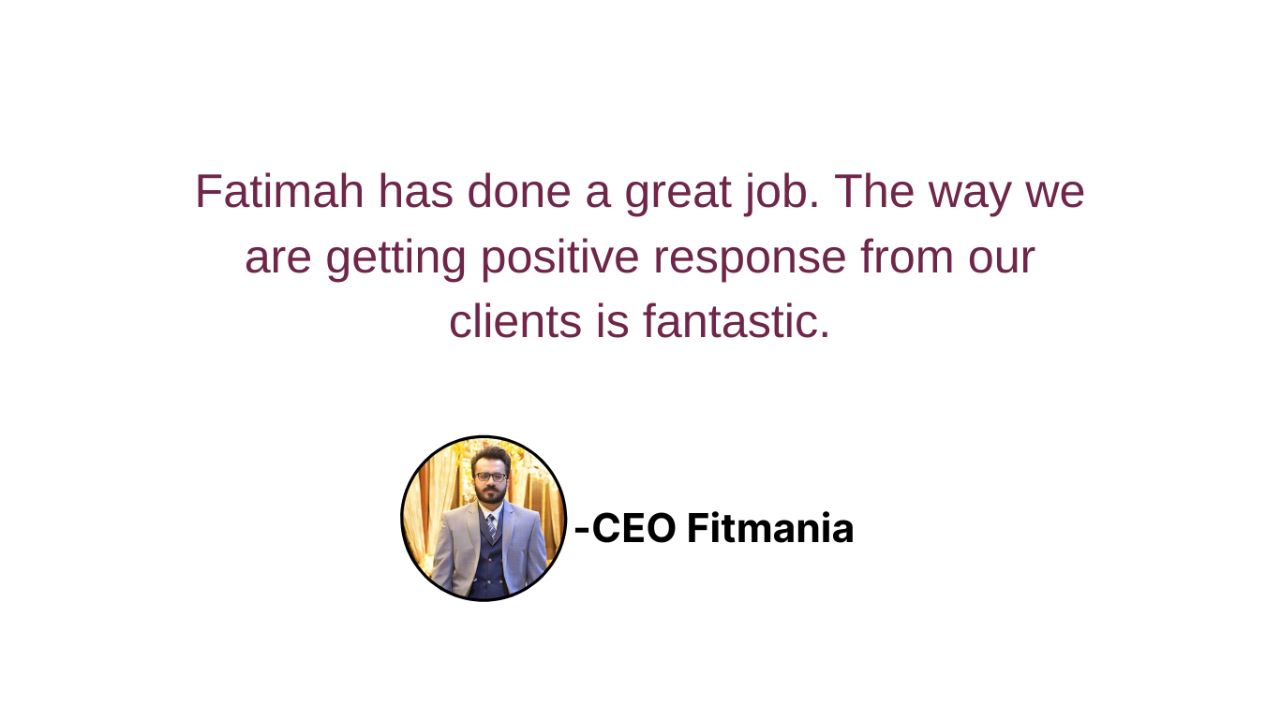 Fatimah has done a great job. The way we
are getting positive response from our
clients is fantastic.
-CEO Fitmania